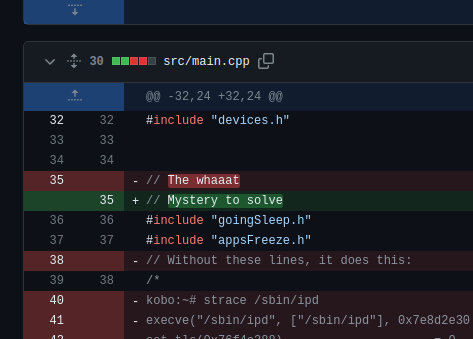 30 src/main.cpp
@@ -32,24 +32,24 @@
32 32 #include "devices.h"
33 33
34 34
35 - // The whaaat
35 + // Mystery to solve
36 36 #include "goingSleep.h"
37 37 #include "appsFreeze.h"
38 - // Without these lines, it does this:
39 38 /*
40 - kobo:~# strace /sbin/ipd
41 - execve("/sbin/ipd", ["/sbin/ipd"], 0x7e8d2e30